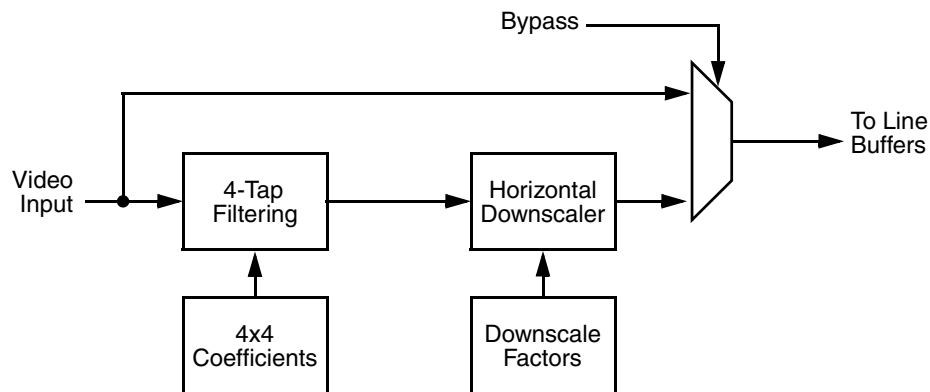 Bypass
To Line
Buffers
Video
Input
4-Tap
Filtering
Horizontal
Downscaler
4x4
Coefficients
Downscale
Factors